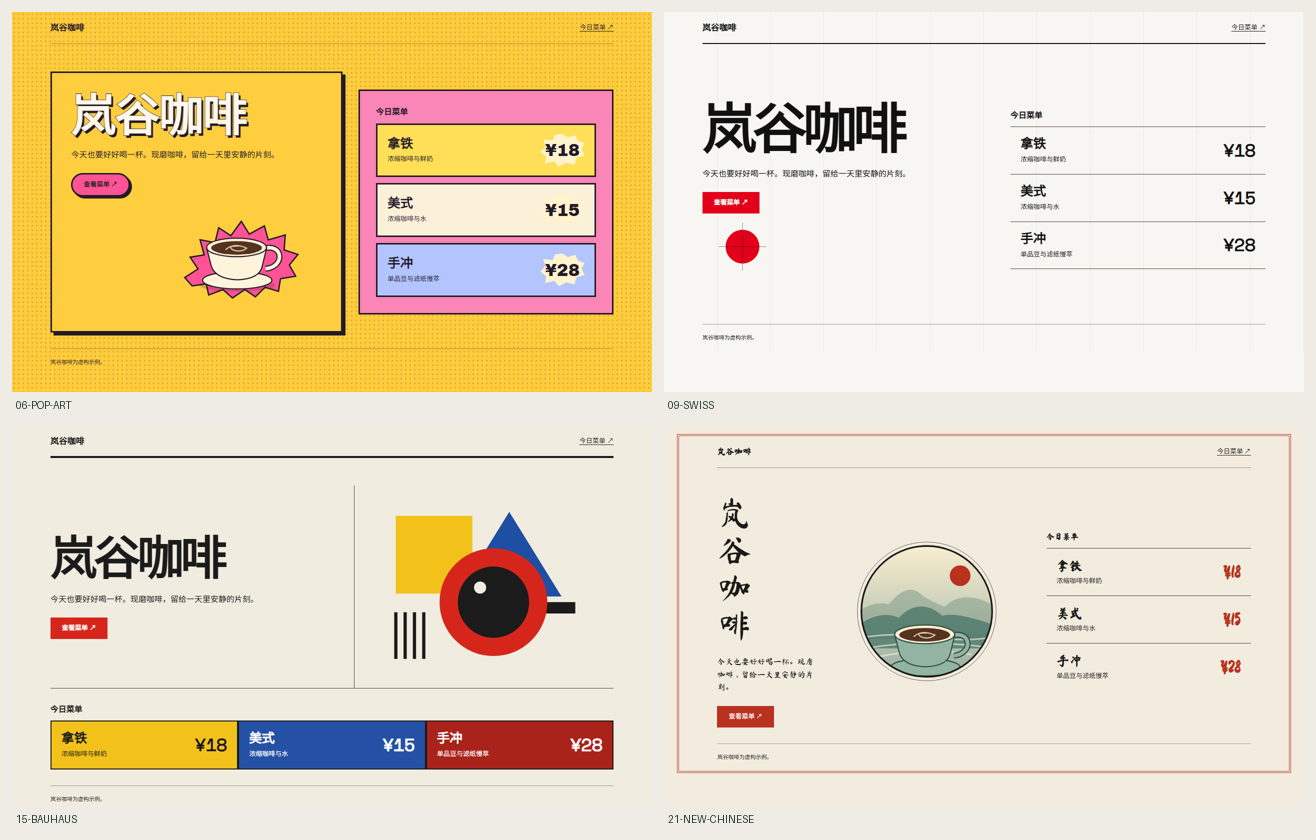 岚谷咖啡
今日菜单 ↗
岚谷咖啡
今天也要好好喝一杯。现磨咖啡，留给一天里安静的片刻。
查看菜单 ↗
今日菜单
拿铁
浓缩咖啡与鲜奶
¥18
美式
浓缩咖啡与水
¥15
手冲
单品豆与滤纸慢萃
¥28
岚谷咖啡为虚构示例。
06-POP-ART
岚谷咖啡
今日菜单 ↗
岚谷咖啡
今天也要好好喝一杯。现磨咖啡，留给一天里安静的片刻。
查看菜单 ↗
今日菜单
拿铁
浓缩咖啡与鲜奶
¥18
美式
浓缩咖啡与水
¥15
手冲
单品豆与滤纸慢萃
¥28
岚谷咖啡为虚构示例。
09-SWISS
岚谷咖啡
今日菜单 ↗
岚谷咖啡
今天也要好好喝一杯。现磨咖啡，留给一天里安静的片刻。
查看菜单 ↗
今日菜单
拿铁
浓缩咖啡与鲜奶
¥18
美式
浓缩咖啡与水
¥15
手冲
单品豆与滤纸慢萃
¥28
岚谷咖啡为虚构示例。
15-BAUHAUS
岚谷咖啡
今日菜单 ↗
岚谷咖啡
今天也要好好喝一杯。现磨
咖啡，留给一天里安静的片
刻。
查看菜单 ↗
今日菜单
拿铁
浓缩咖啡与鲜奶
¥18
美式
浓缩咖啡与水
¥15
手冲
单品豆与滤纸慢萃
¥28
岚谷咖啡为虚构示例。
21-NEW-CHINESE